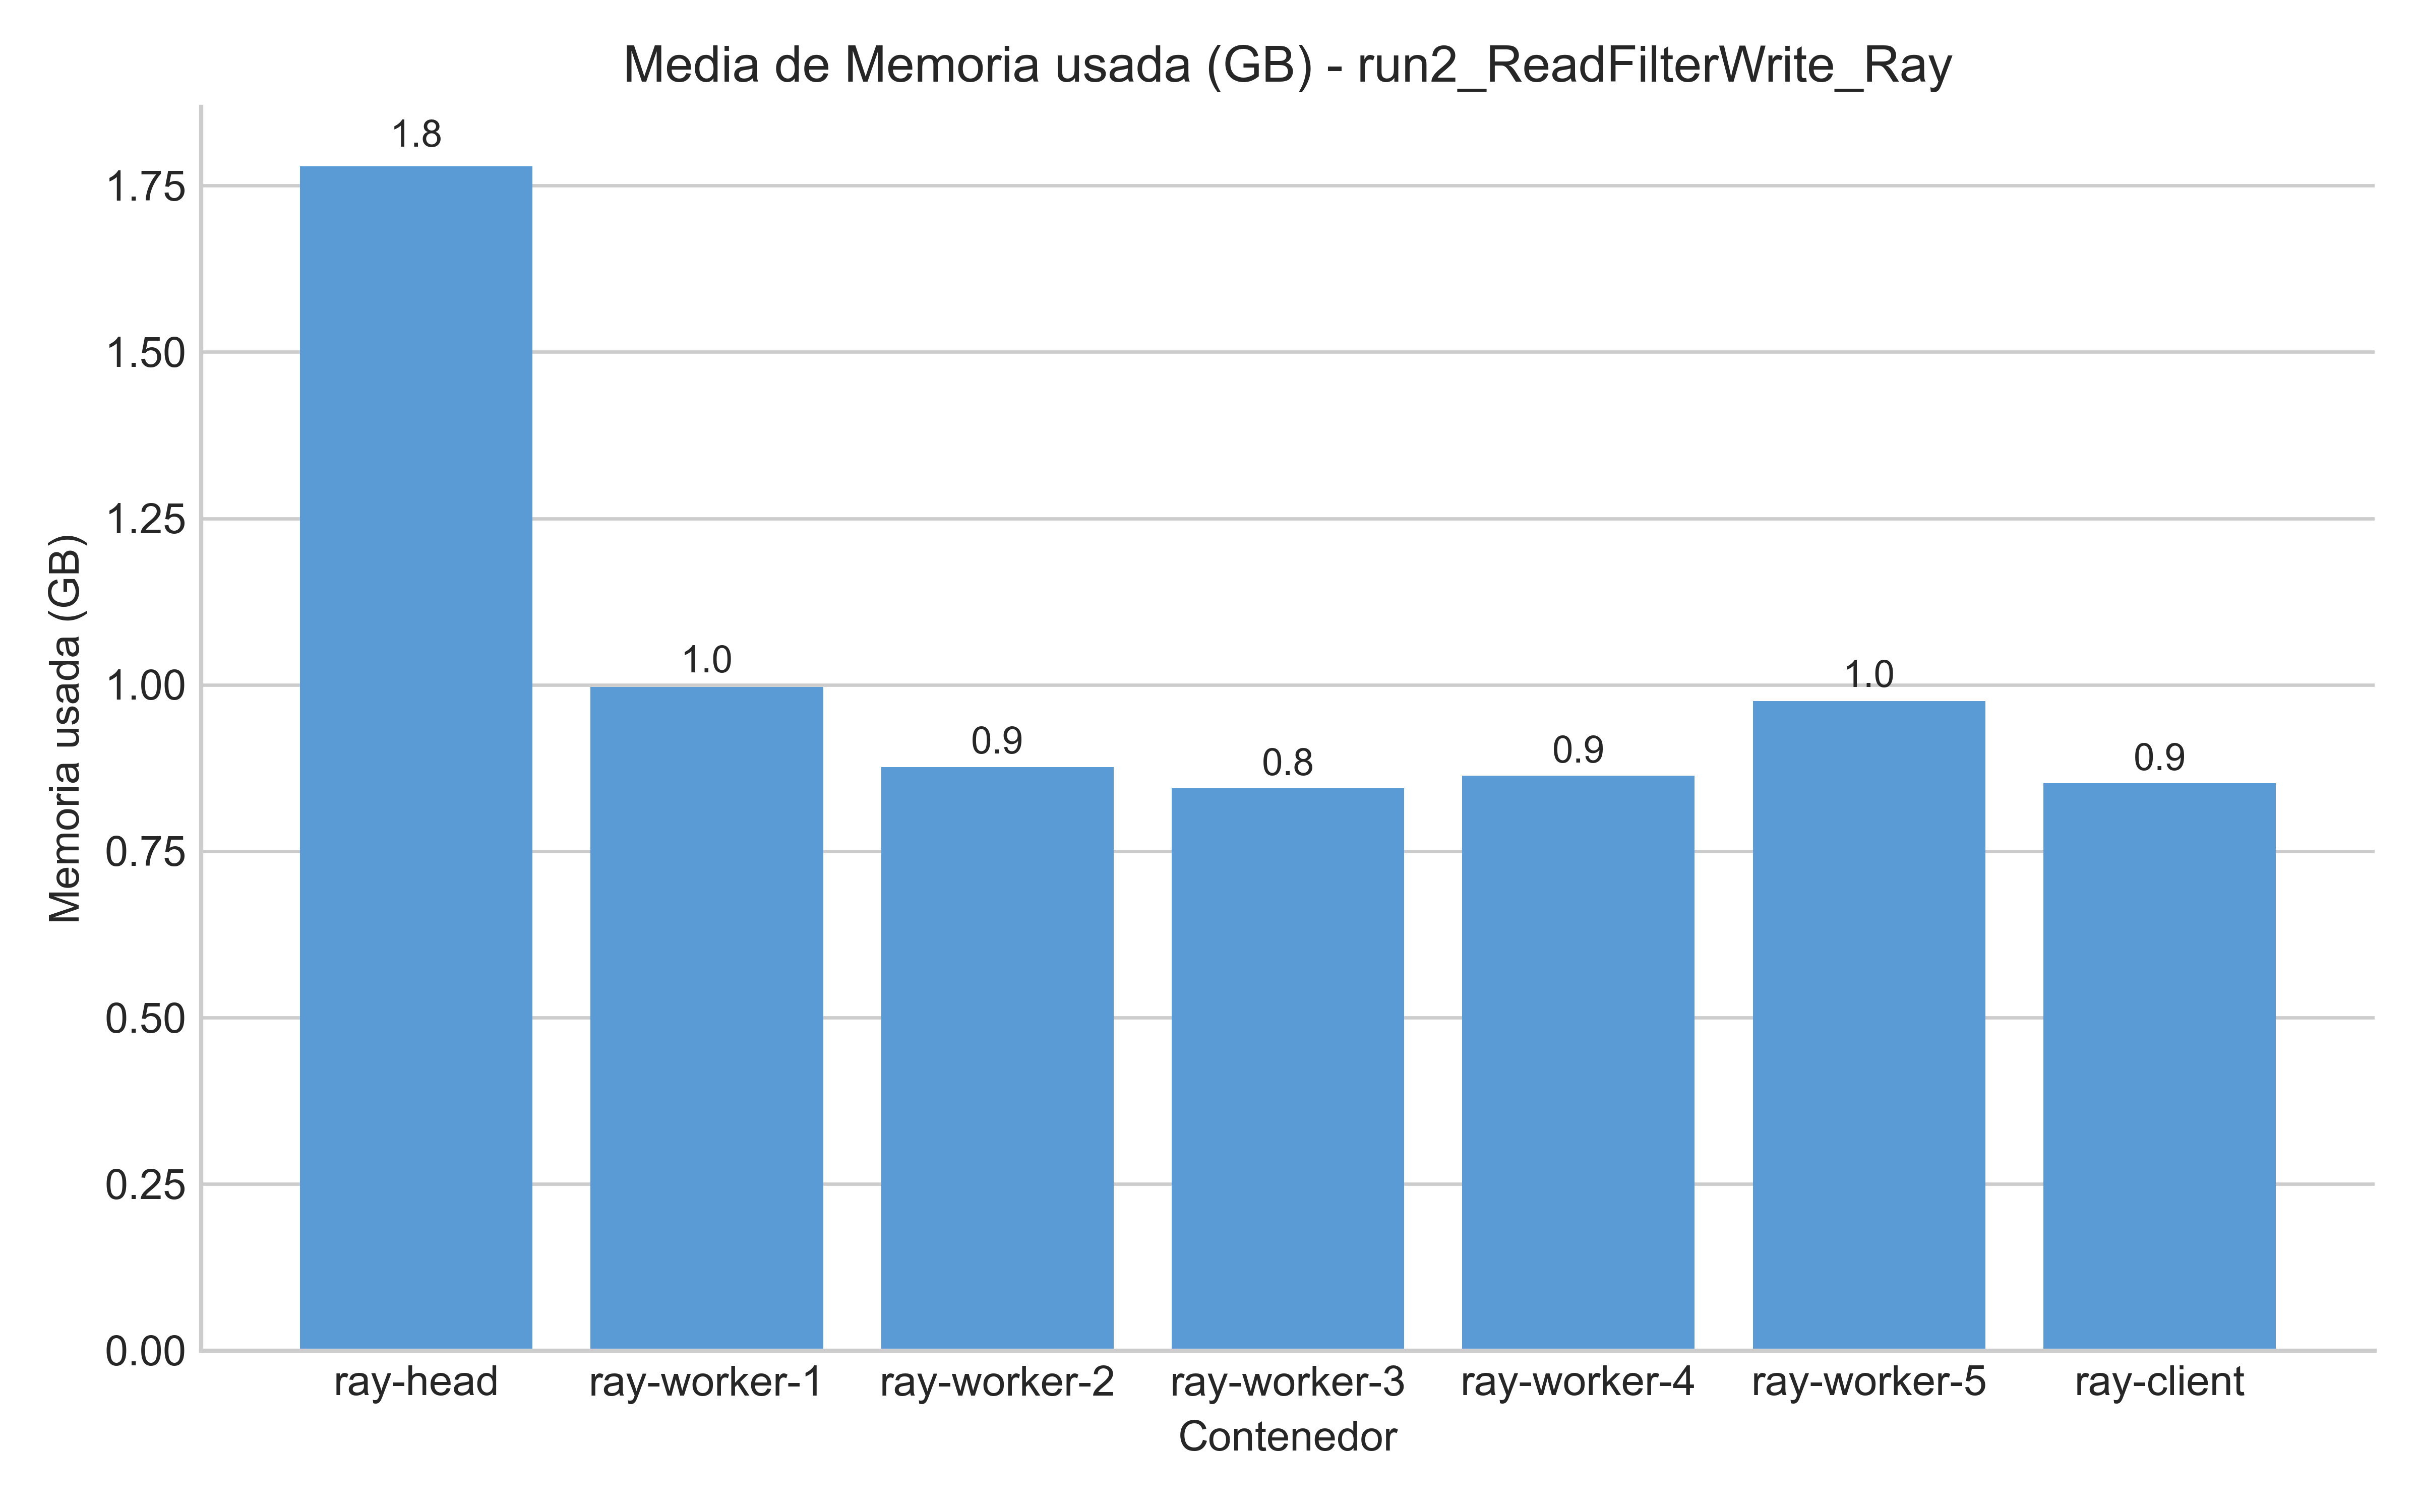 Media de Memoria usada (GB) - run2_ReadFilterWrite_Ray
Memoria usada (GB)
1.75
1.50
1.25
1.00
0.75
0.50
0.25
0.00
1.8
1.0
0.9
0.8
0.9
1.0
0.9
ray-head
ray-worker-1
ray-worker-2
ray-worker-3
ray-worker-4
ray-worker-5
ray-client
Contenedor